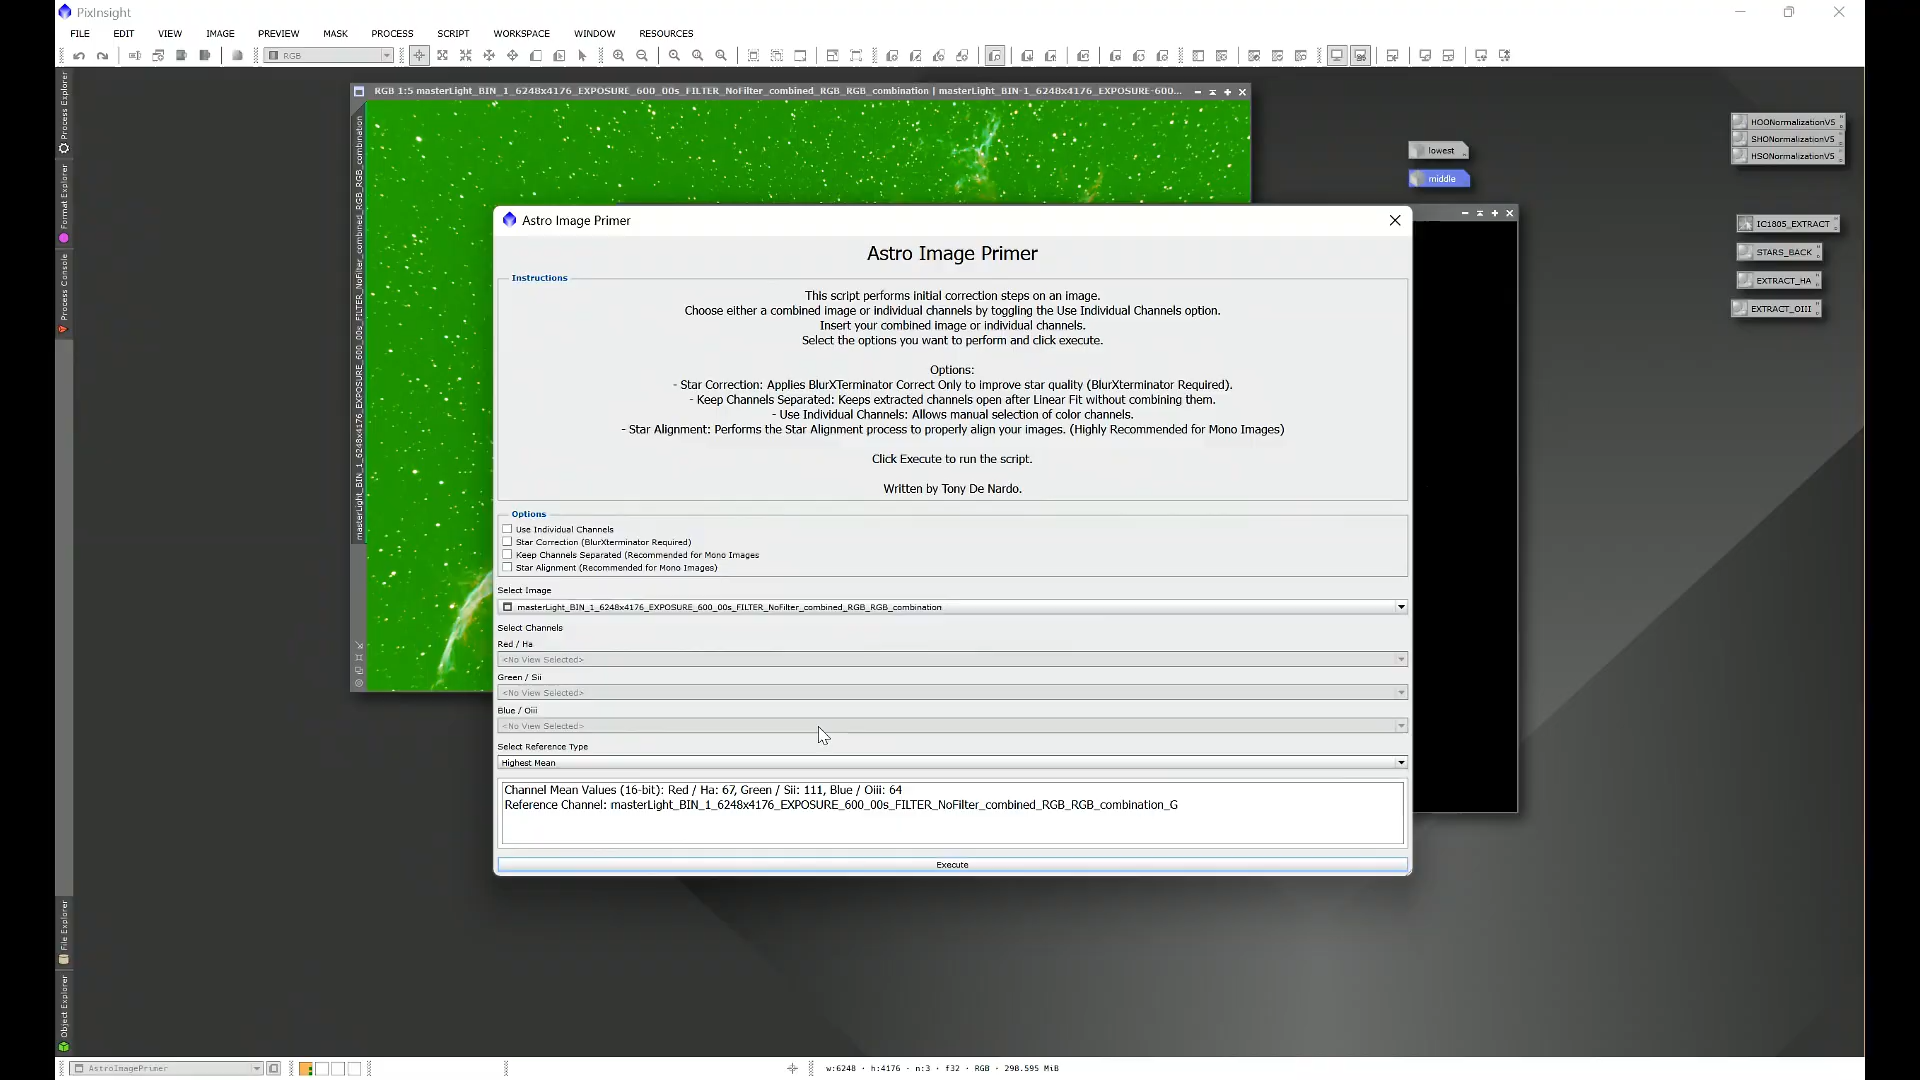 PixInsight
FILE EDIT VIEW IMAGE PREVIEW MASK PROCESS SCRIPT WORKSPACE WINDOW RESOURCES
RGB
Process Explorer
Format Explorer
Process Console
File Explorer
Object Explorer
RGB 1:5 masterLight_BIN_1_6248x4176_EXPOSURE_600_00s_FILTER_NoFilter_combined_RGB_RGB_combination | masterLight_BIN-1_6248x4176_EXPOSURE-600...
masterLight_BIN_1_6248x4176_EXPOSURE_600_00s_FILTER_NoFilter_combined_RGB_RGB_combination
lowest
middle
HOONormalizationV5
SHONormalizationV5
HSONormalizationV5
IC1805_EXTRACT
STARS_BACK
EXTRACT_HA
EXTRACT_OIII
Astro Image Primer
Astro Image Primer
Instructions
This script performs initial correction steps on an image.
Choose either a combined image or individual channels by toggling the Use Individual Channels option.
Insert your combined image or individual channels.
Select the options you want to perform and click execute.
Options:
- Star Correction: Applies BlurXTerminator Correct Only to improve star quality (BlurXterminator Required).
- Keep Channels Separated: Keeps extracted channels open after Linear Fit without combining them.
- Use Individual Channels: Allows manual selection of color channels.
- Star Alignment: Performs the Star Alignment process to properly align your images. (Highly Recommended for Mono Images)
Click Execute to run the script.
Written by Tony De Nardo.
Options
Use Individual Channels
Star Correction (BlurXterminator Required)
Keep Channels Separated (Recommended for Mono Images
Star Alignment (Recommended for Mono Images)
Select Image
masterLight_BIN_1_6248x4176_EXPOSURE_600_00s_FILTER_NoFilter_combined_RGB_RGB_combination
Select Channels
Red / Ha
<No View Selected>
Green / Sii
<No View Selected>
Blue / Oiii
<No View Selected>
Select Reference Type
Highest Mean
Channel Mean Values (16-bit): Red / Ha: 67, Green / Sii: 111, Blue / Oiii: 64
Reference Channel: masterLight_BIN_1_6248x4176_EXPOSURE_600_00s_FILTER_NoFilter_combined_RGB_RGB_combination_G
Execute
AstroImagePrimer
w:6248 · h:4176 · n:3 · f32 · RGB · 298.595 MiB